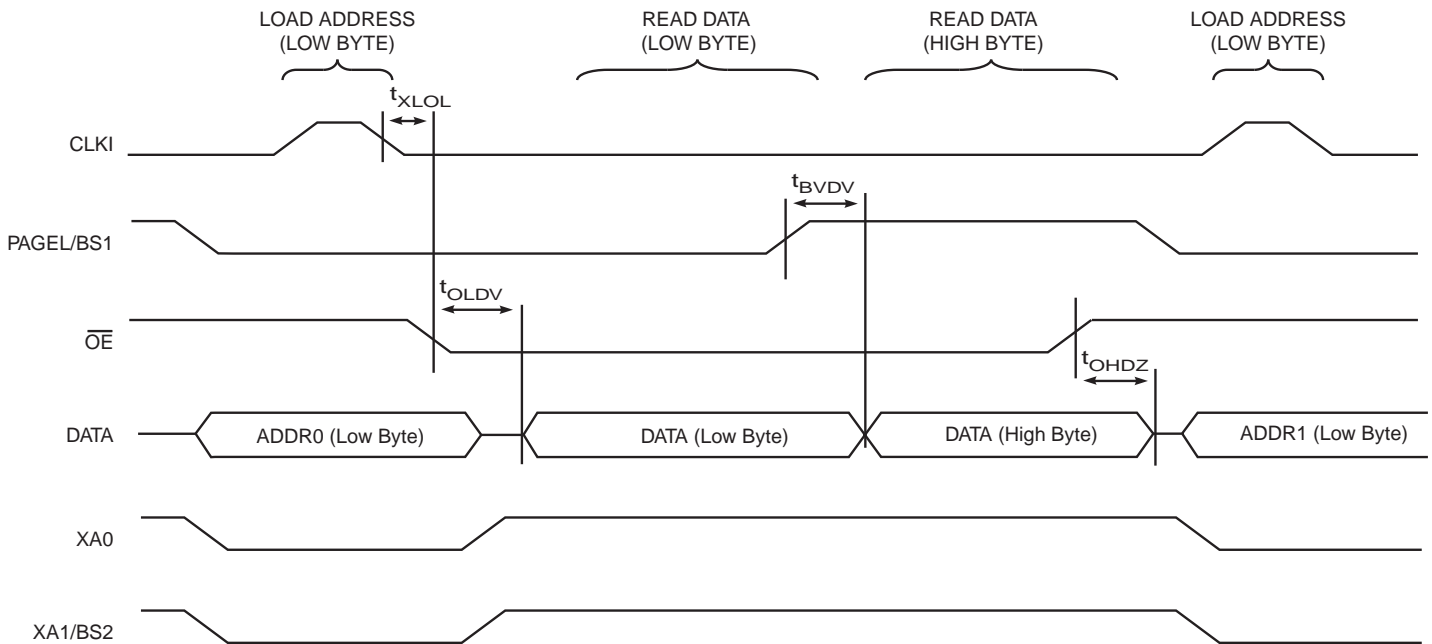 LOAD ADDRESS
(LOW BYTE)
READ DATA
(LOW BYTE)
READ DATA
(HIGH BYTE)
LOAD ADDRESS
(LOW BYTE)
tXLOL
CLKI
tBVDV
PAGEL/BS1
tOLDV
OE
tOHDZ
DATA
ADDR0 (Low Byte)
DATA (Low Byte)
DATA (High Byte)
ADDR1 (Low Byte)
XA0
XA1/BS2